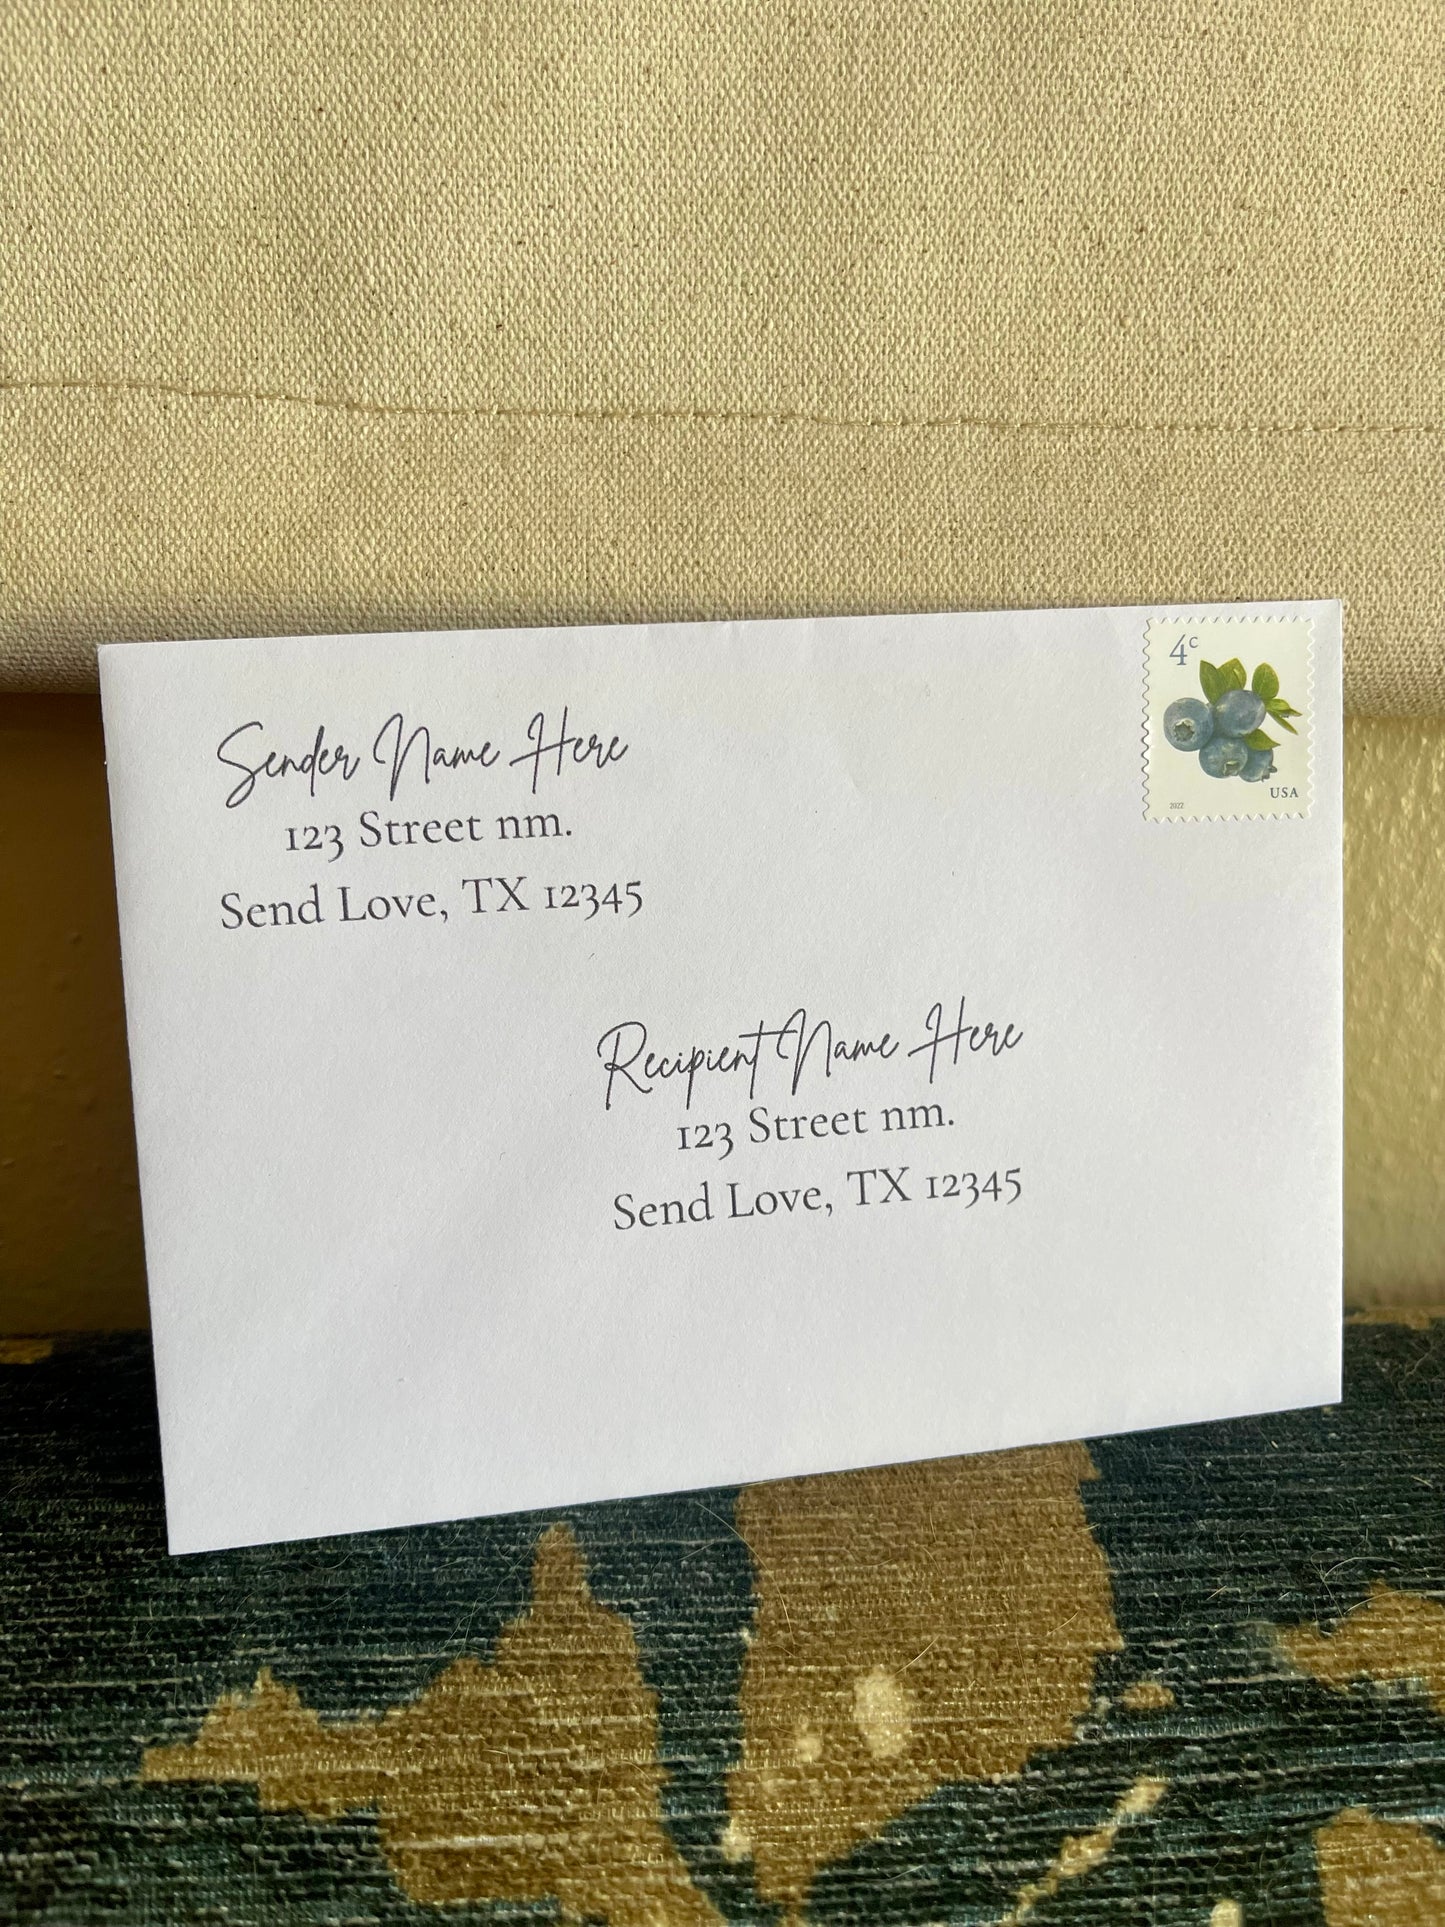 Sender Name Here
123 Street nm.
Send Love, TX 12345
4c
2022
USA
Recipient Name Here
123 Street nm.
Send Love, TX 12345